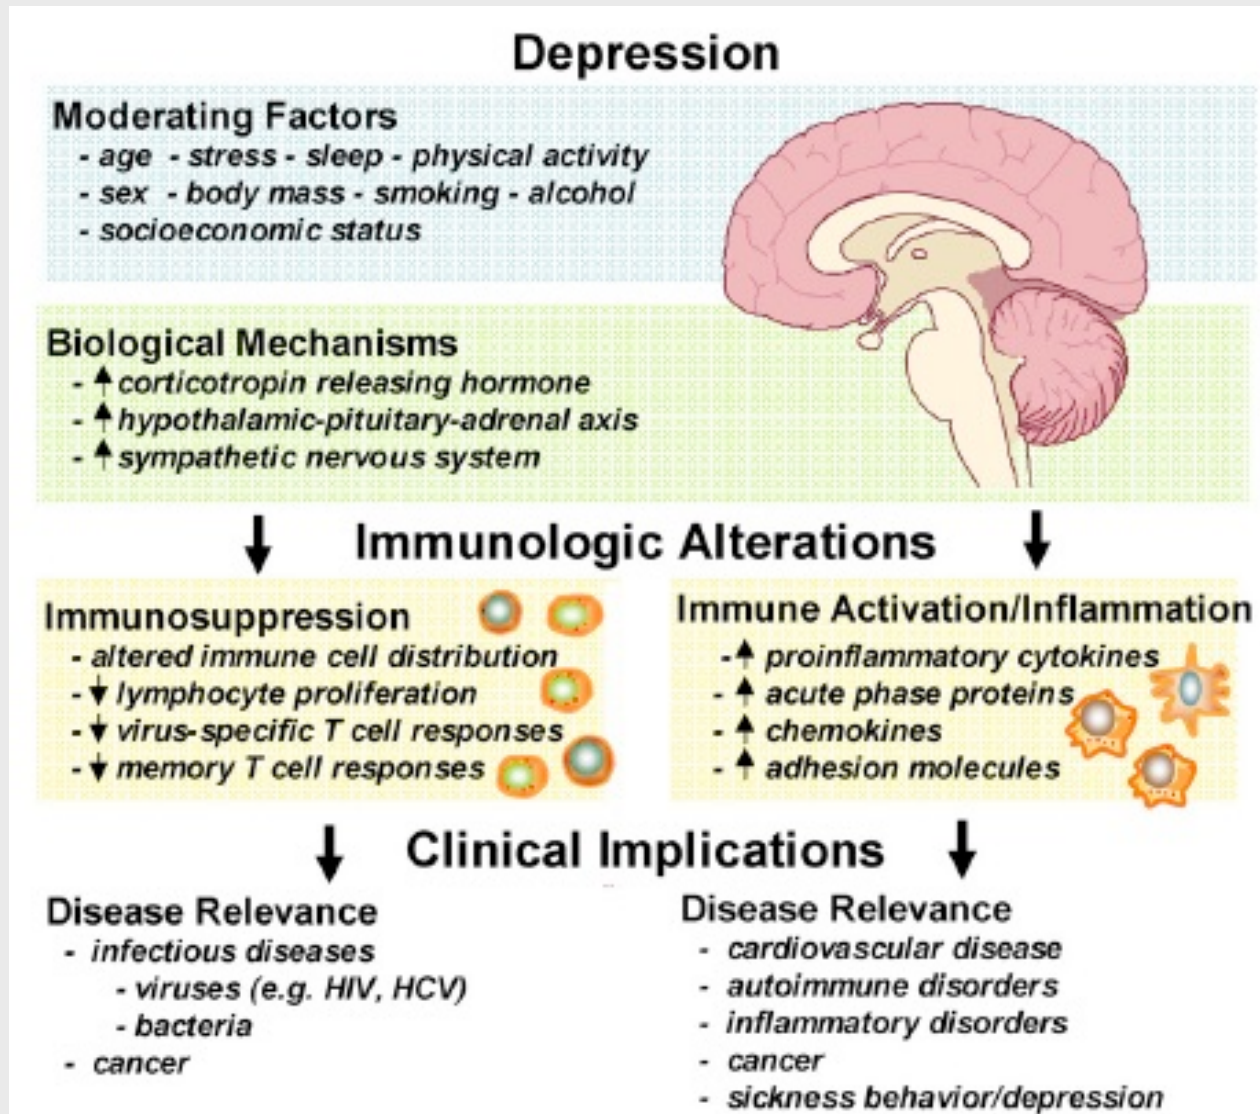 Depression
Moderating Factors
- age - stress - sleep - physical activity
- sex - body mass - smoking - alcohol
- socioeconomic status
Biological Mechanisms
- ↑ corticotropin releasing hormone
- ↑ hypothalamic-pituitary-adrenal axis
- ↑ sympathetic nervous system
Immunologic Alterations
Immunosuppression
- altered immune cell distribution
- ↓ lymphocyte proliferation
- ↓ virus-specific T cell responses
- ↓ memory T cell responses
Immune Activation/Inflammation
- ↑ proinflammatory cytokines
- ↑ acute phase proteins
- ↑ chemokines
- ↑ adhesion molecules
Clinical Implications
Disease Relevance
- infectious diseases
- viruses (e.g. HIV, HCV)
- bacteria
- cancer
Disease Relevance
- cardiovascular disease
- autoimmune disorders
- inflammatory disorders
- cancer
- sickness behavior/depression